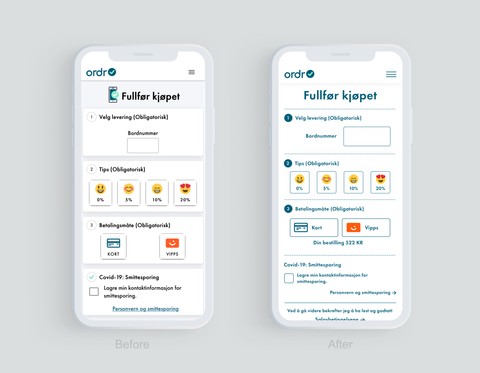 ordr
Fullfør kjøpet
1 Velg levering (Obligatorisk)
Bordnummer
2 Tips (Obligatorisk)
0%
5%
10%
20%
3 Betalingsmåte (Obligatorisk)
KORT
VIPPS
Covid-19: Smittesporing
Lagre min kontaktinformasjon for
smittesporing.
Personvern og smittesporing
Before
ordr
Fullfør kjøpet
1 Velg levering (Obligatorisk)
Bordnummer
2 Tips (Obligatorisk)
0%
5%
10%
20%
3 Betalingsmåte (Obligatorisk)
Kort
Vipps
Din bestilling 522 KR
Covid-19: Smittesporing
Lagre min kontaktinformasjon for
smittesporing.
Personvern og smittesporing →
Ved å gå videre bekrefter jeg å ha lest og godtatt
Salgsbetingelsene →
After